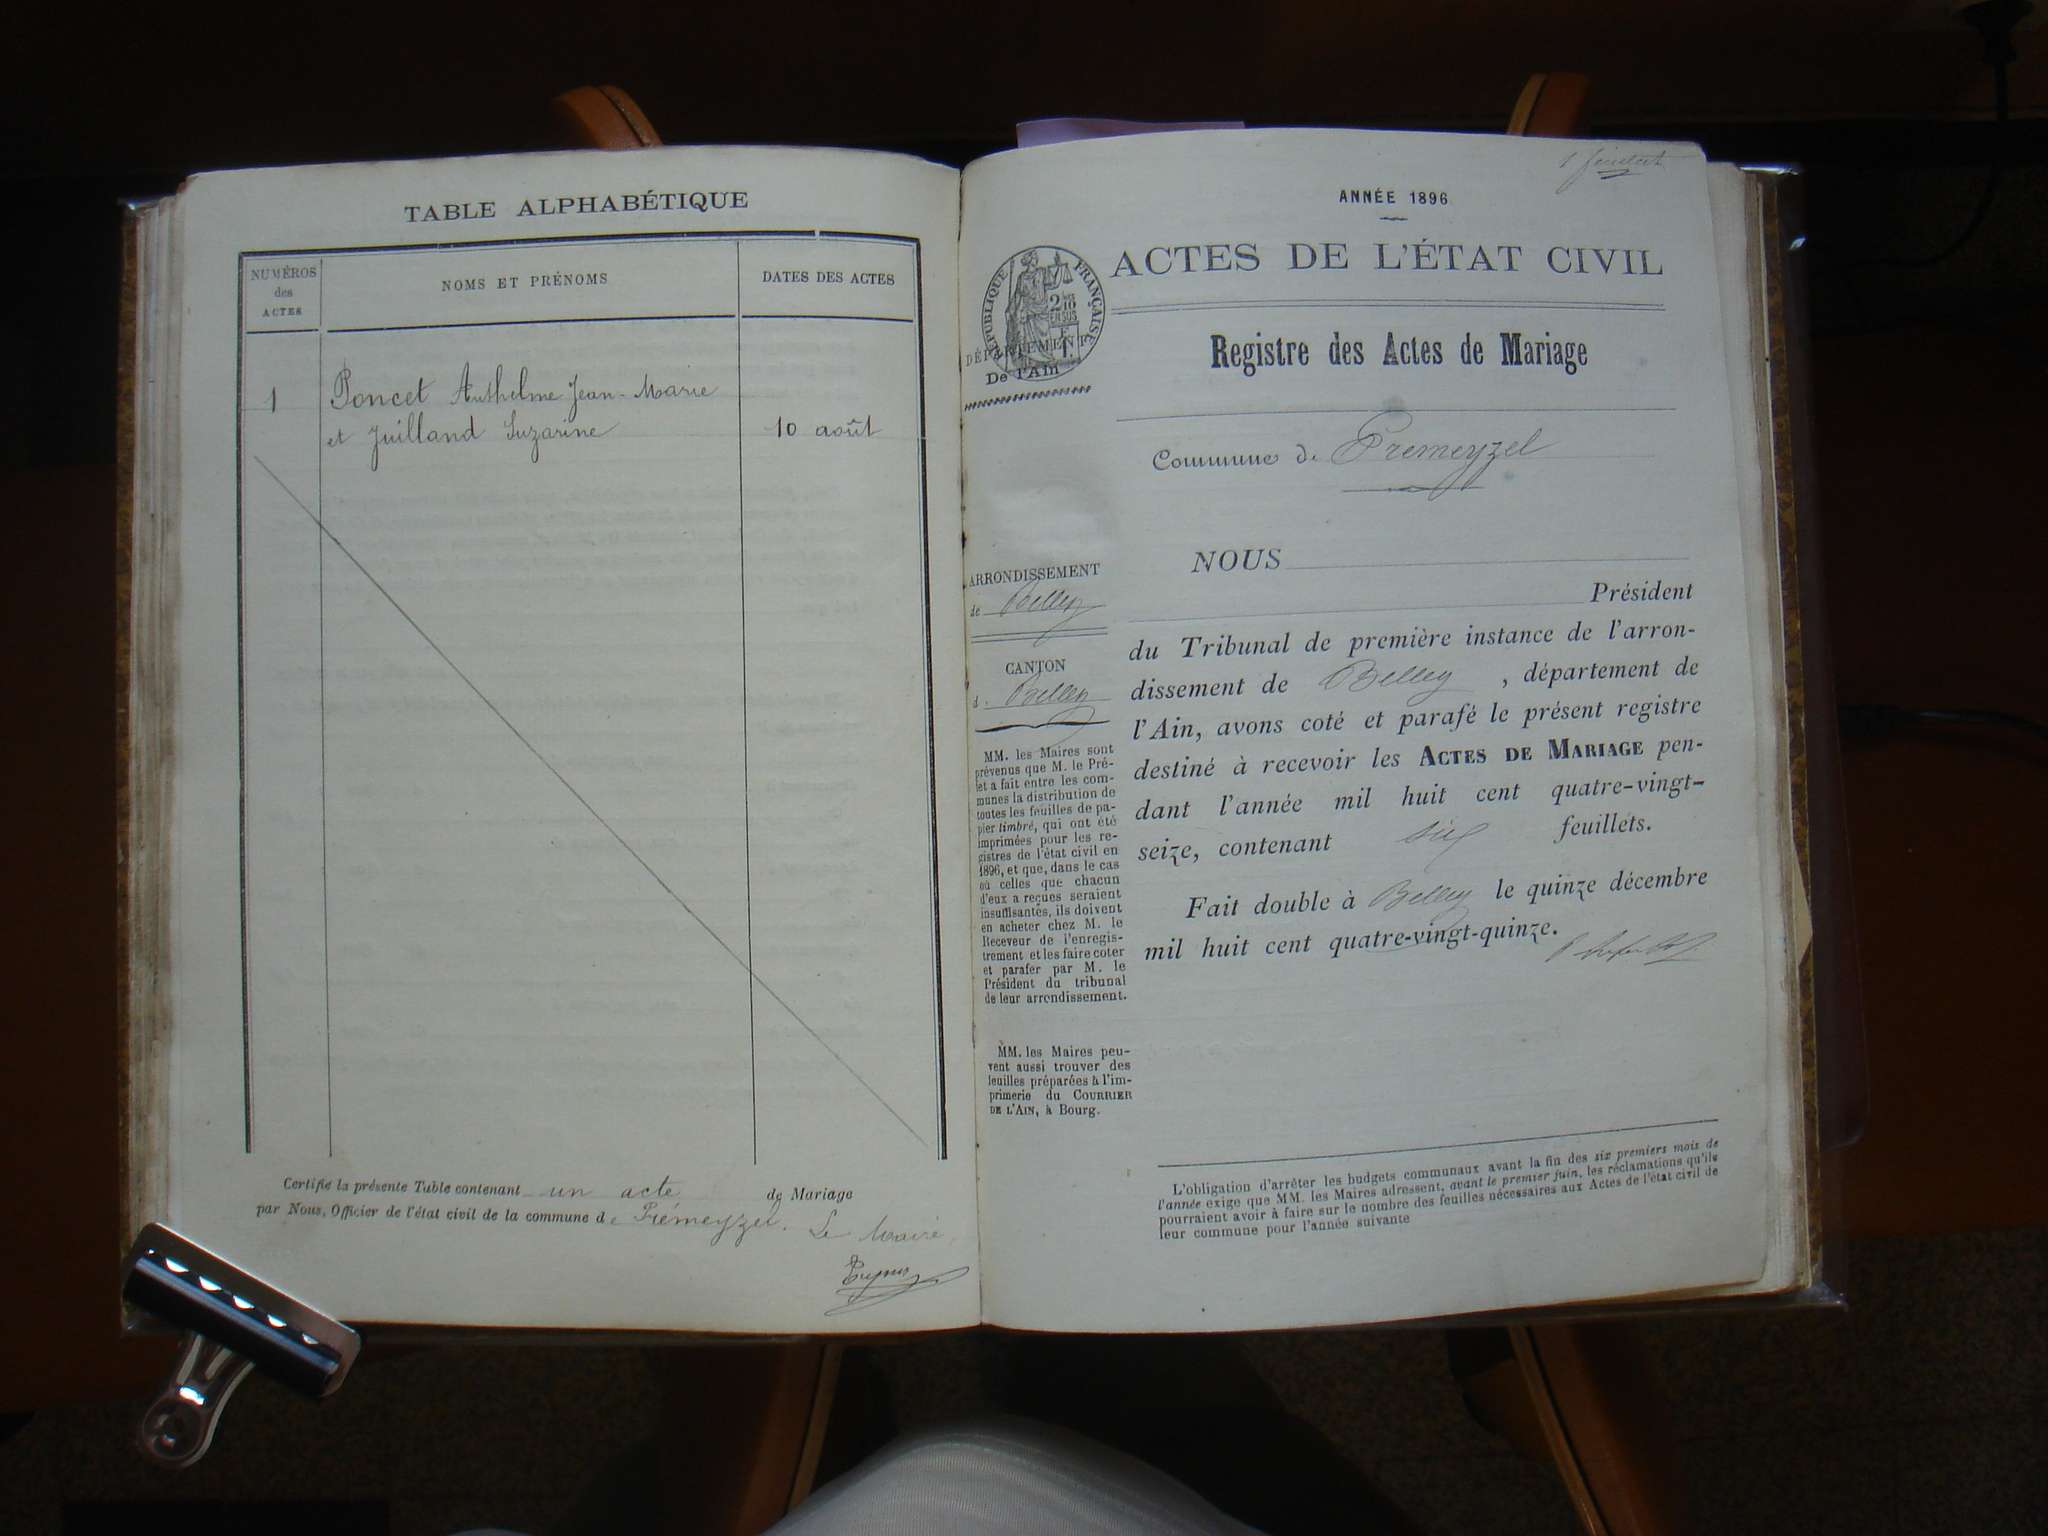 TABLE ALPHABÉTIQUE
NUMÉROS
des
ACTES
NOMS ET PRÉNOMS
DATES DES ACTES
1
Poncet Anthelme Jean-Marie
et Juilland Suzarine
10 août
Certifie la présente Table contenant un acte de Mariage
par Nous, Officier de l'état civil de la commune de Prémeyzel. Le Maire,
1 feuillet
ANNÉE 1896
ACTES DE L'ÉTAT CIVIL
RÉPUBLIQUE FRANÇAISE
2/10 EN SUS
DÉPARTEMENT
De l'Ain
Registre des Actes de Mariage
Commune de Premeyzel
ARRONDISSEMENT
de Belley
CANTON
d. Belley
MM. les Maires sont
prévenus que M. le Pré-
fet a fait entre les com-
munes la distribution de
toutes les feuilles de pa-
pier timbré, qui ont été
imprimées pour les re-
gistres de l'état civil en
1896, et que, dans le cas
où celles que chacun
d'eux a reçues seraient
insuffisantes, ils doivent
en acheter chez M. le
Receveur de l'enregis-
trement et les faire coter
et parafer par M. le
Président du tribunal
de leur arrondissement.
MM. les Maires peu-
vent aussi trouver des
feuilles préparées à l'im-
primerie du COURRIER
DE L'AIN, à Bourg.
NOUS
Président
du Tribunal de première instance de l'arron-
dissement de Belley, département de
l'Ain, avons coté et parafé le présent registre
destiné à recevoir les ACTES DE MARIAGE pen-
dant l'année mil huit cent quatre-vingt-
seize, contenant six feuillets.
Fait double à Belley le quinze décembre
mil huit cent quatre-vingt-quinze.
L'obligation d'arrêter les budgets communaux avant la fin des six premiers mois de
l'année exige que MM. les Maires adressent, avant le premier juin, les réclamations qu'ils
pourraient avoir à faire sur le nombre des feuilles nécessaires aux Actes de l'état civil de
leur commune pour l'année suivante